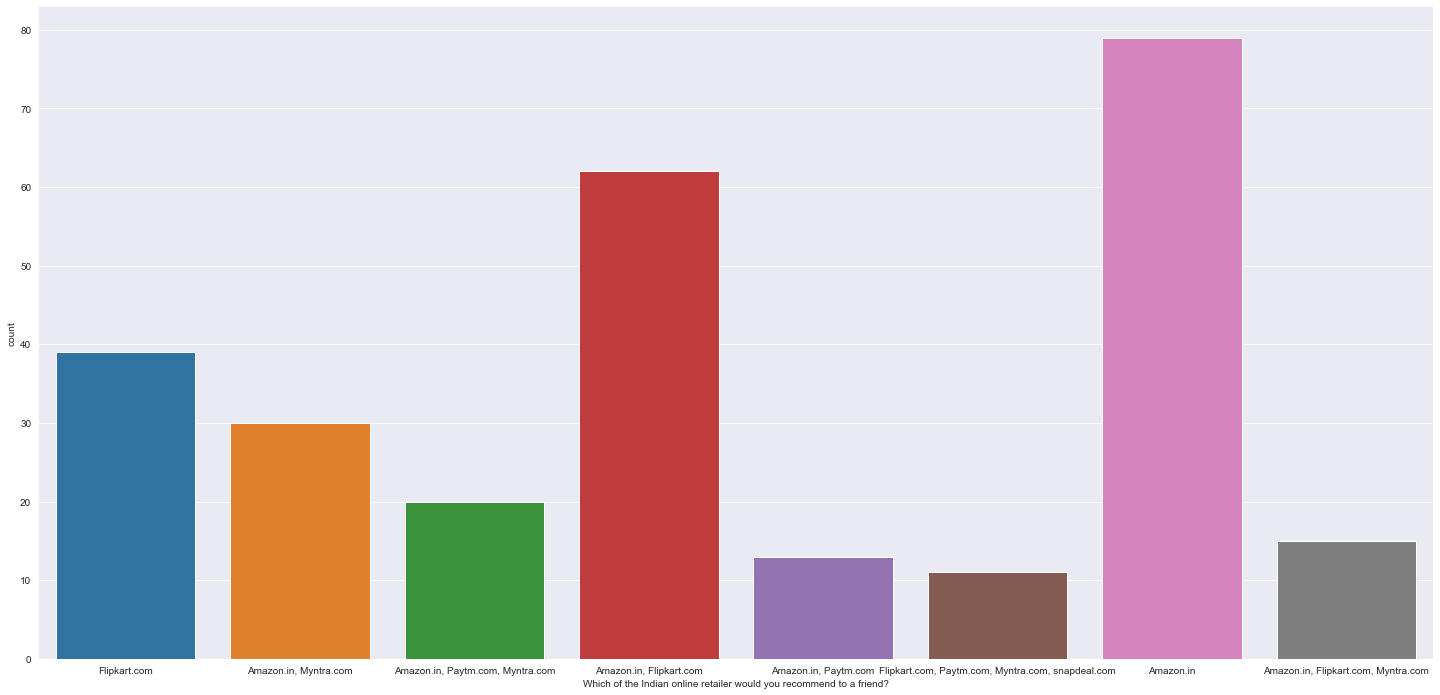 80
70
60
50
40
30
20
10
0
count
Flipkart.com
Amazon.in, Myntra.com
Amazon.in, Paytm.com, Myntra.com
Amazon.in, Flipkart.com
Amazon.in, Paytm.com
Flipkart.com, Paytm.com, Myntra.com, snapdeal.com
Amazon.in
Amazon.in, Flipkart.com, Myntra.com
Which of the Indian online retailer would you recommend to a friend?